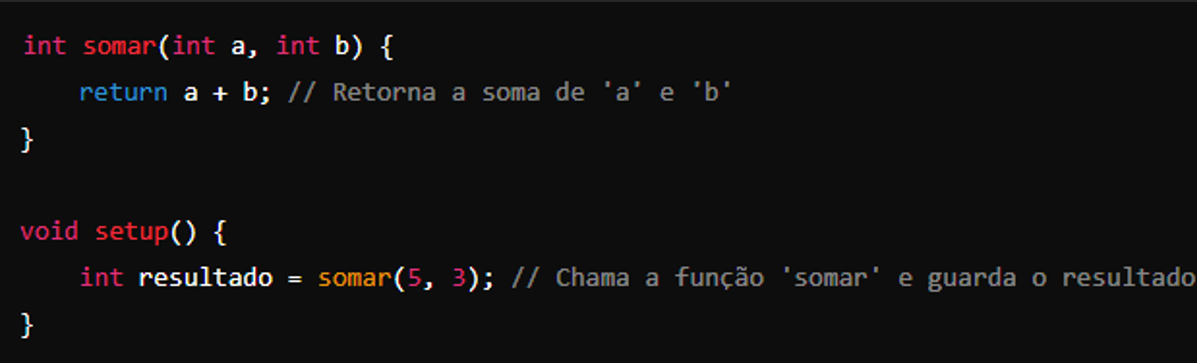 int somar(int a, int b) {
    return a + b; // Retorna a soma de 'a' e 'b'
}
void setup() {
    int resultado = somar(5, 3); // Chama a função 'somar' e guarda o resultado
}